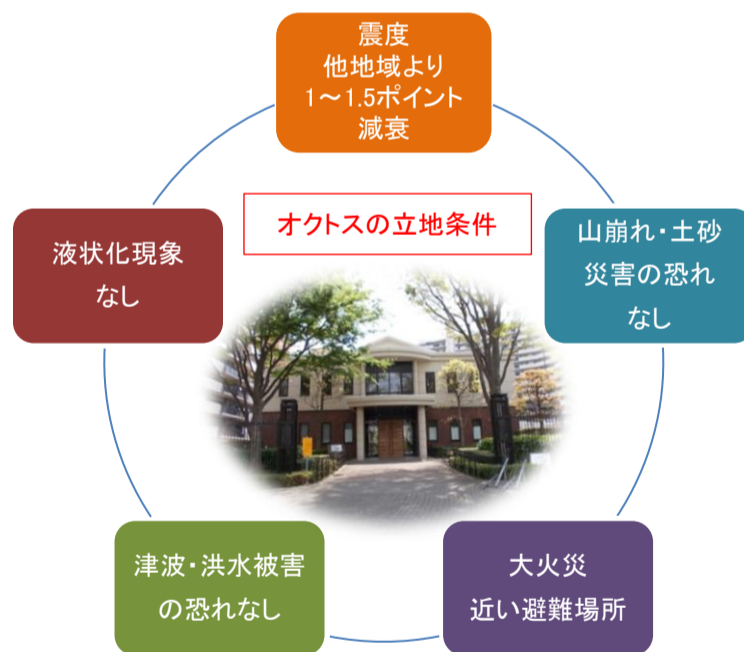 震度
他地域より
1～1.5ポイント
減衰
オクトスの立地条件
液状化現象
なし
山崩れ・土砂
災害の恐れ
なし
津波・洪水被害
の恐れなし
大火災
近い避難場所